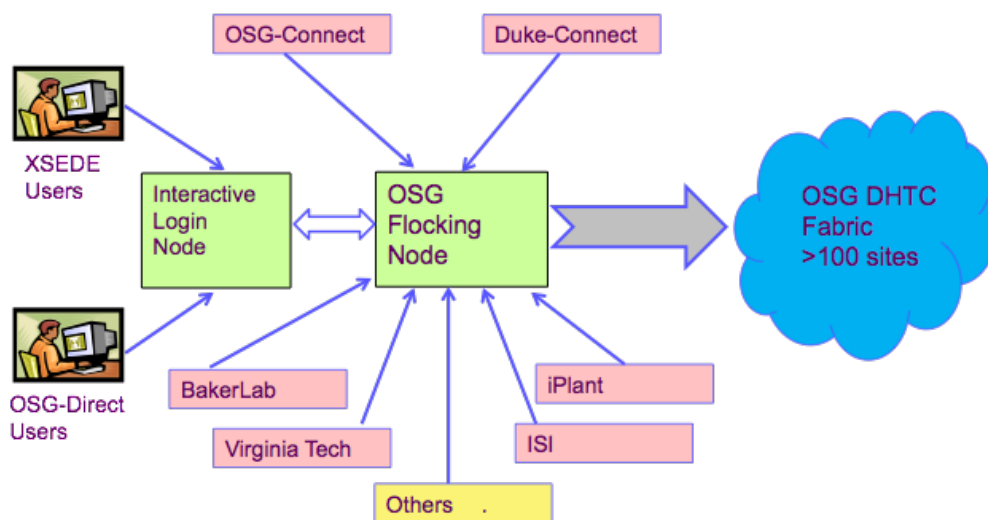 OSG-Connect
Duke-Connect
XSEDE
Users
Interactive
Login
Node
OSG
Flocking
Node
OSG DHTC
Fabric
>100 sites
OSG-Direct
Users
BakerLab
iPlant
Virginia Tech
ISI
Others .